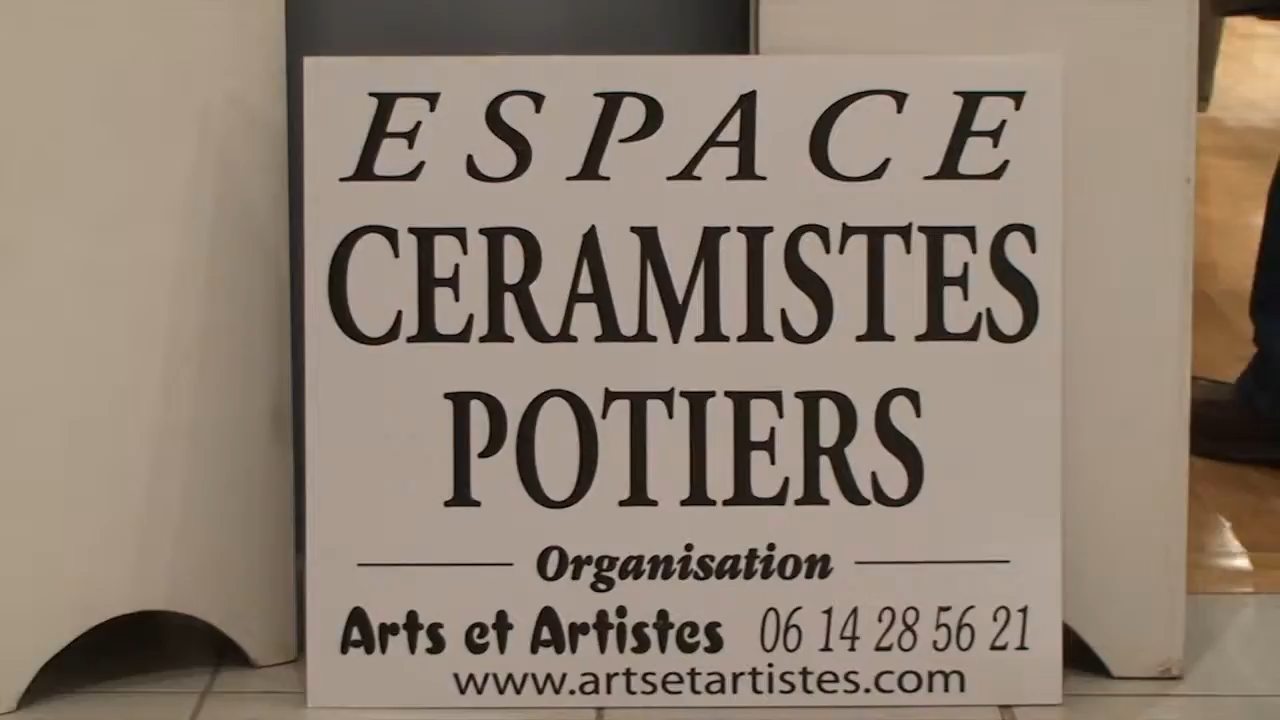 ESPACE
CERAMISTES
POTIERS
Organisation
Arts et Artistes 06 14 28 56 21
www.artsetartistes.com